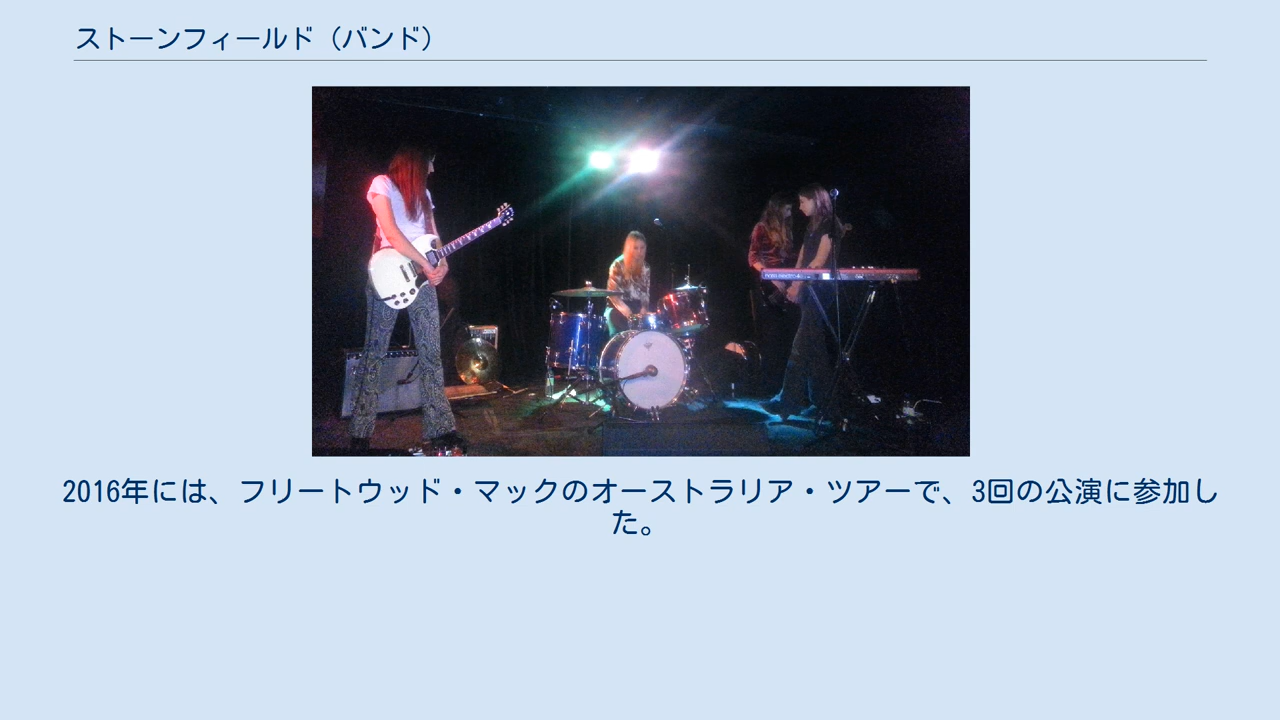 ストーンフィールド（バンド）
2016年には、フリートウッド・マックのオーストラリア・ツアーで、3回の公演に参加し
た。